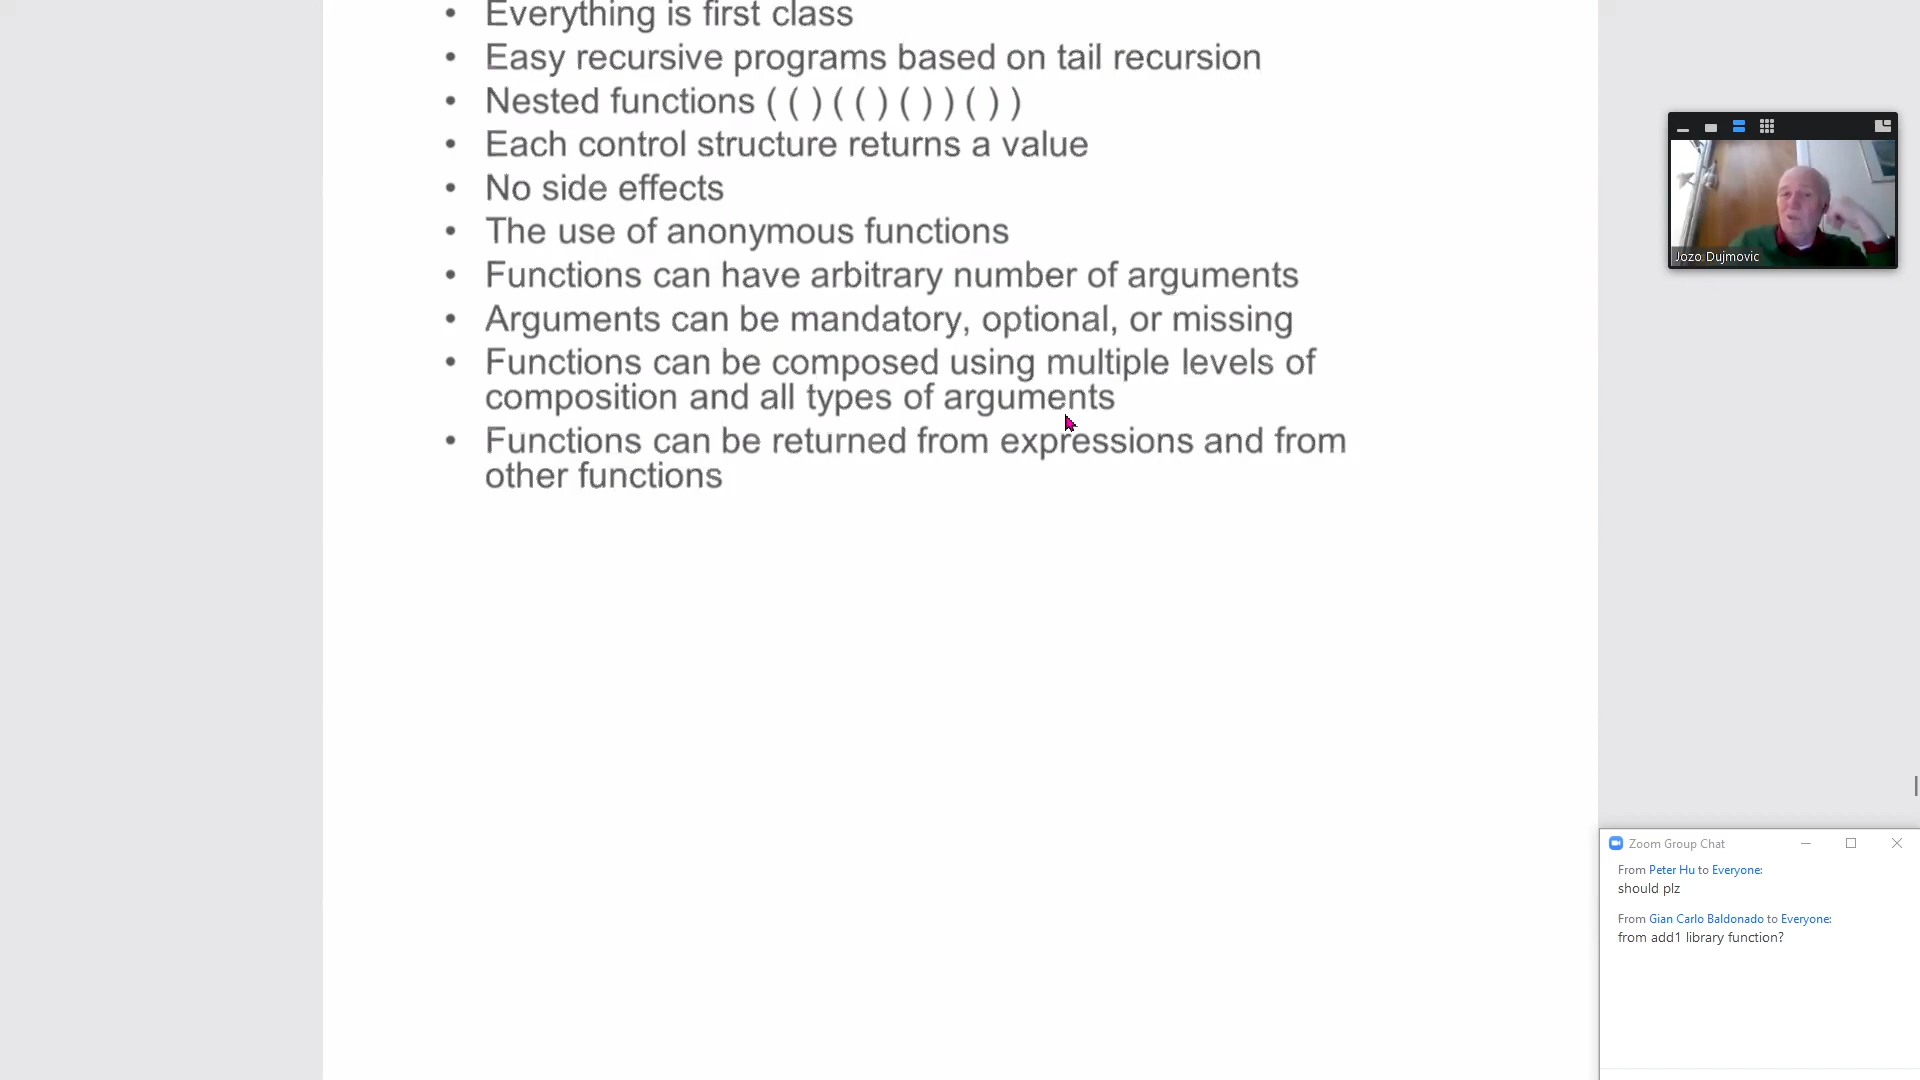 • Everything is first class
• Easy recursive programs based on tail recursion
• Nested functions ( ( ) ( ( ) ( ) ) ( ) )
• Each control structure returns a value
• No side effects
• The use of anonymous functions
• Functions can have arbitrary number of arguments
• Arguments can be mandatory, optional, or missing
• Functions can be composed using multiple levels of
composition and all types of arguments
• Functions can be returned from expressions and from
other functions
Jozo Dujmovic
Zoom Group Chat
From Peter Hu to Everyone:
should plz
From Gian Carlo Baldonado to Everyone:
from add1 library function?